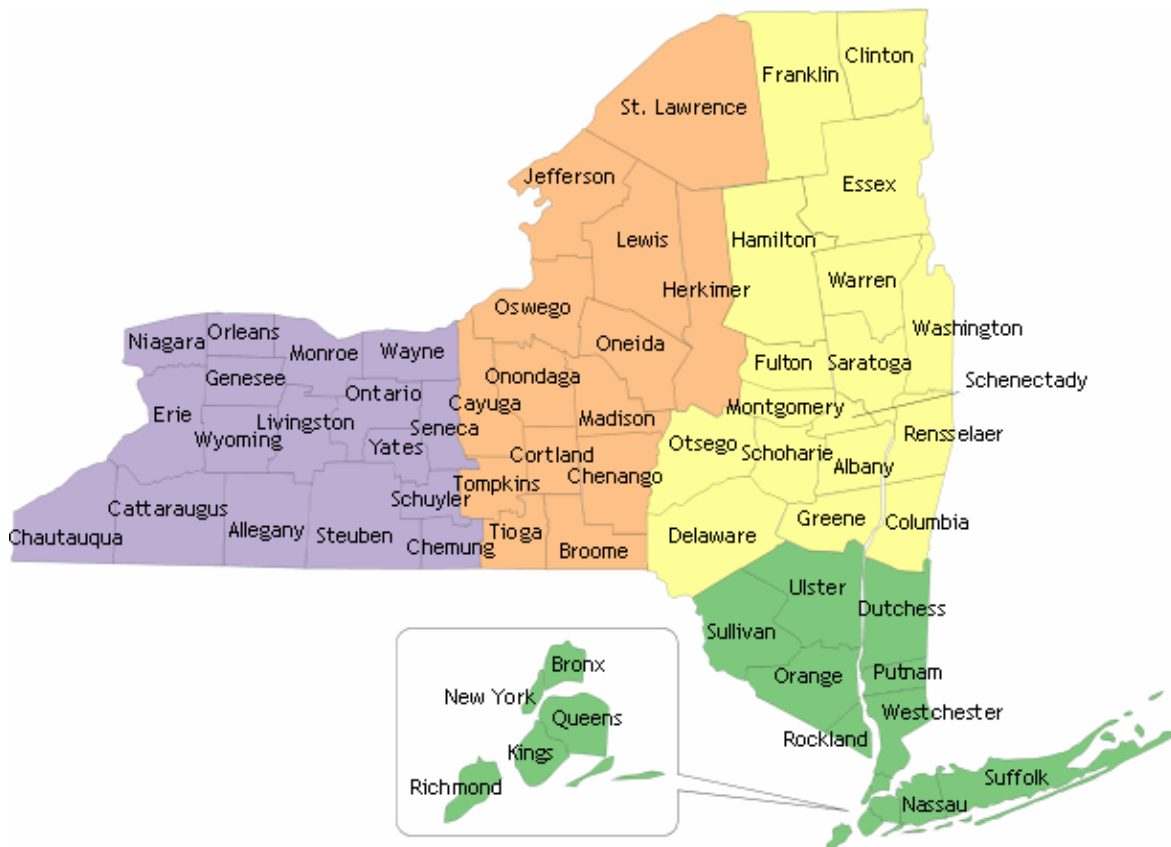 Clinton
Franklin
St. Lawrence
Jefferson
Essex
Lewis
Hamilton
Warren
Herkimer
Oswego
Washington
Niagara
Orleans
Monroe
Wayne
Oneida
Fulton
Saratoga
Genesee
Onondaga
Schenectady
Ontario
Cayuga
Montgomery
Erie
Livingston
Seneca
Madison
Rensselaer
Wyoming
Yates
Otsego
Schoharie
Cortland
Albany
Chenango
Tompkins
Schuyler
Cattaraugus
Greene
Columbia
Allegany
Steuben
Tioga
Delaware
Chautauqua
Chemung
Broome
Ulster
Dutchess
Sullivan
Bronx
Putnam
Orange
New York
Westchester
Queens
Rockland
Kings
Richmond
Suffolk
Nassau